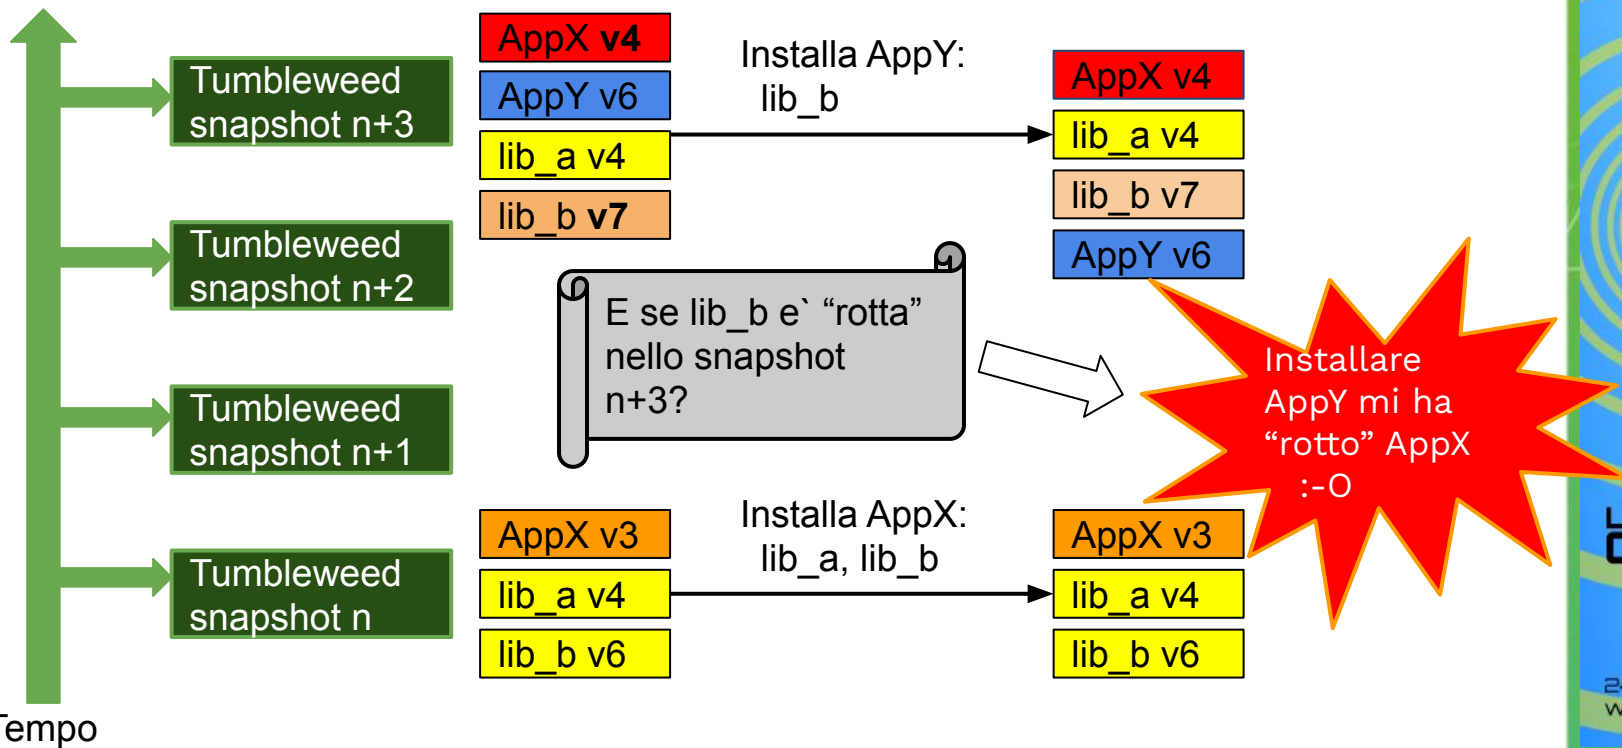 AppX v4
Tumbleweed
snapshot n+3
AppY v6
lib_a v4
lib_b v7
Installa AppY:
lib_b
AppX v4
lib_a v4
lib_b v7
AppY v6
Tumbleweed
snapshot n+2
E se lib_b e` “rotta”
nello snapshot
n+3?
Installare
AppY mi ha
“rotto” AppX
:-O
Tumbleweed
snapshot n+1
Tumbleweed
snapshot n
AppX v3
lib_a v4
lib_b v6
Installa AppX:
lib_a, lib_b
AppX v3
lib_a v4
lib_b v6
Tempo